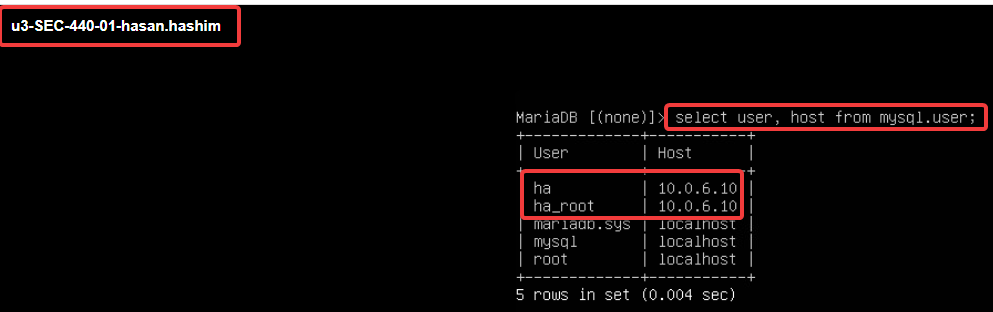 u3-SEC-440-01-hasan.hashim
MariaDB [(none)]> select user, host from mysql.user;
+-------------+-----------+
| User        | Host      |
+-------------+-----------+
| ha          | 10.0.6.10 |
| ha_root     | 10.0.6.10 |
| mariadb.sys | localhost |
| mysql       | localhost |
| root        | localhost |
+-------------+-----------+
5 rows in set (0.004 sec)